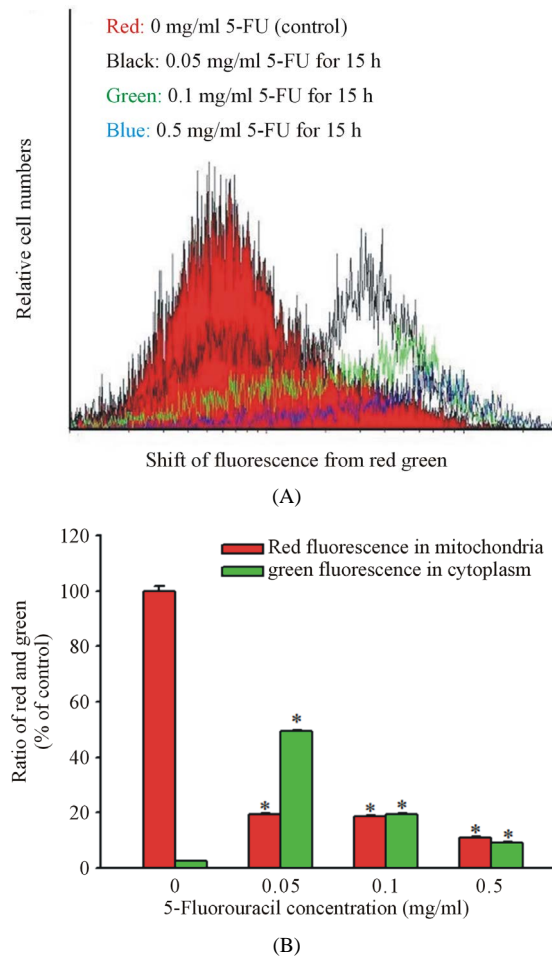 Red: 0 mg/ml 5-FU (control)
Black: 0.05 mg/ml 5-FU for 15 h
Green: 0.1 mg/ml 5-FU for 15 h
Blue: 0.5 mg/ml 5-FU for 15 h
Relative cell numbers
Shift of fluorescence from red green
(A)
Red fluorescence in mitochondria
green fluorescence in cytoplasm
Ratio of red and green
(% of control)
120
100
80
60
40
20
0
* * * * * *
0 0.05 0.1 0.5
5-Fluorouracil concentration (mg/ml)
(B)